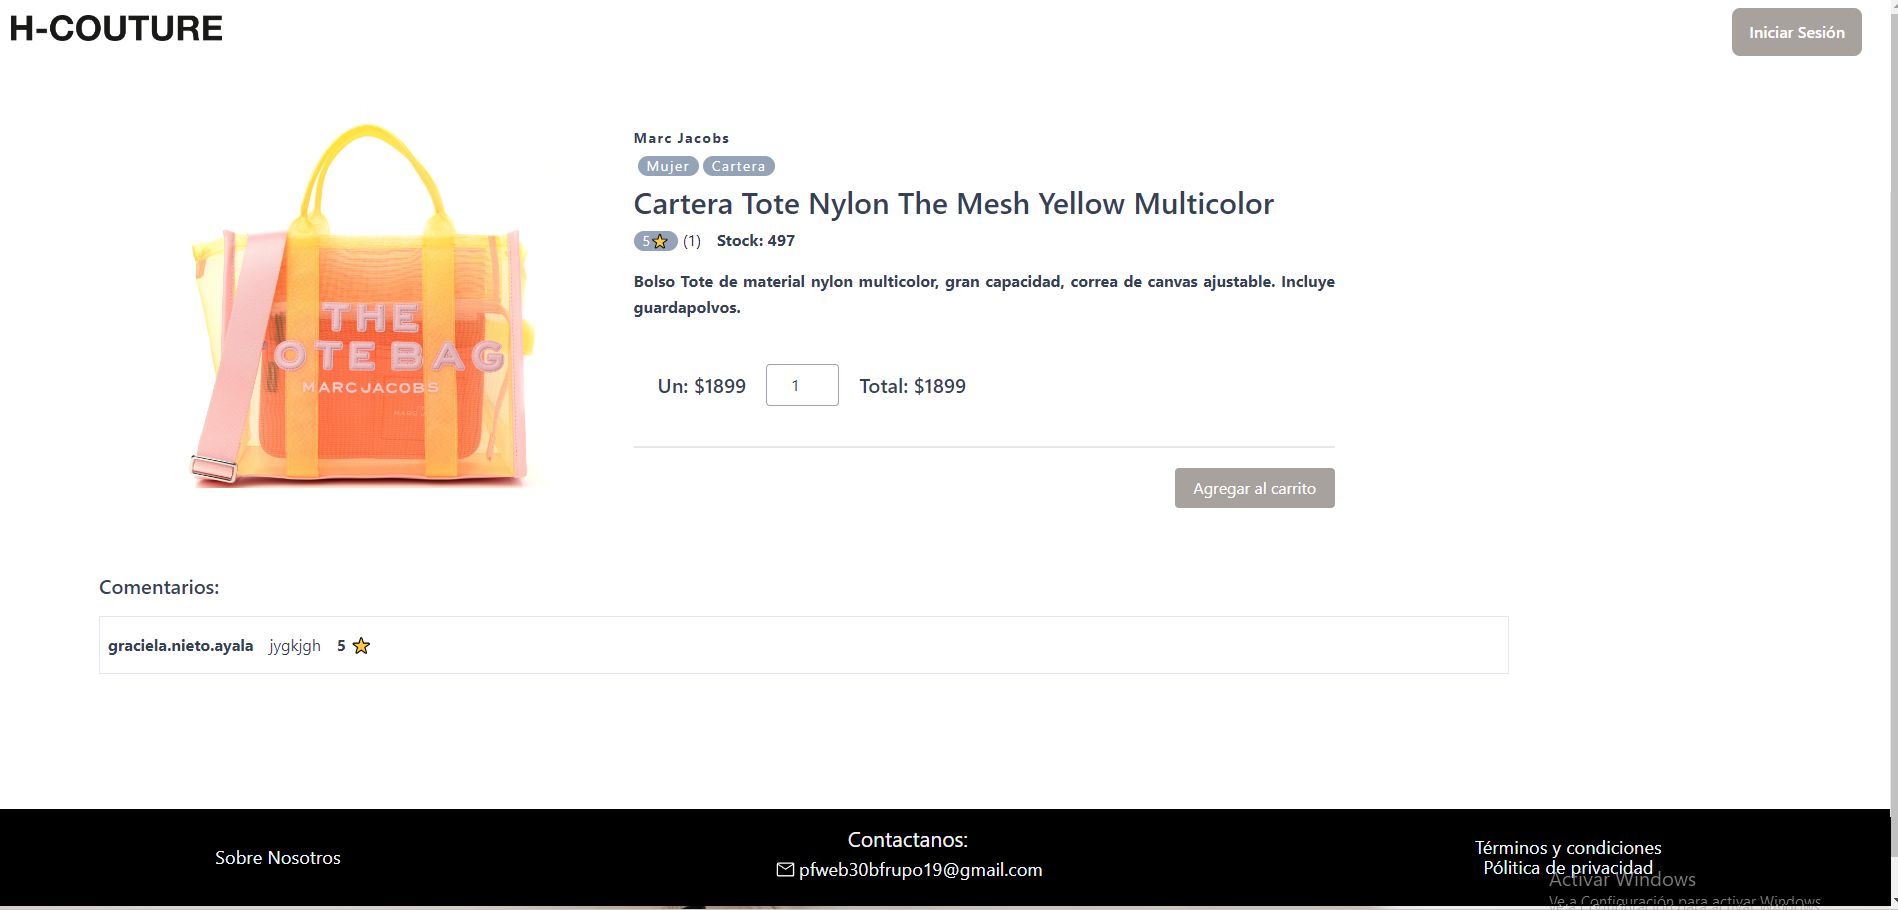 H-COUTURE
Iniciar Sesión
Marc Jacobs
Mujer Cartera
Cartera Tote Nylon The Mesh Yellow Multicolor
5 (1) Stock: 497
Bolso Tote de material nylon multicolor, gran capacidad, correa de canvas ajustable. Incluye
guardapolvos.
Un: $1899 1 Total: $1899
Agregar al carrito
THE
OTE BAG
MARC JACOBS
MARC
Comentarios:
graciela.nieto.ayala jygkjgh 5
Sobre Nosotros
Contactanos:
pfweb30bfrupo19@gmail.com
Términos y condiciones
Pólitica de privacidad
Activar Windows
Ve a Configuración para activar Windows.